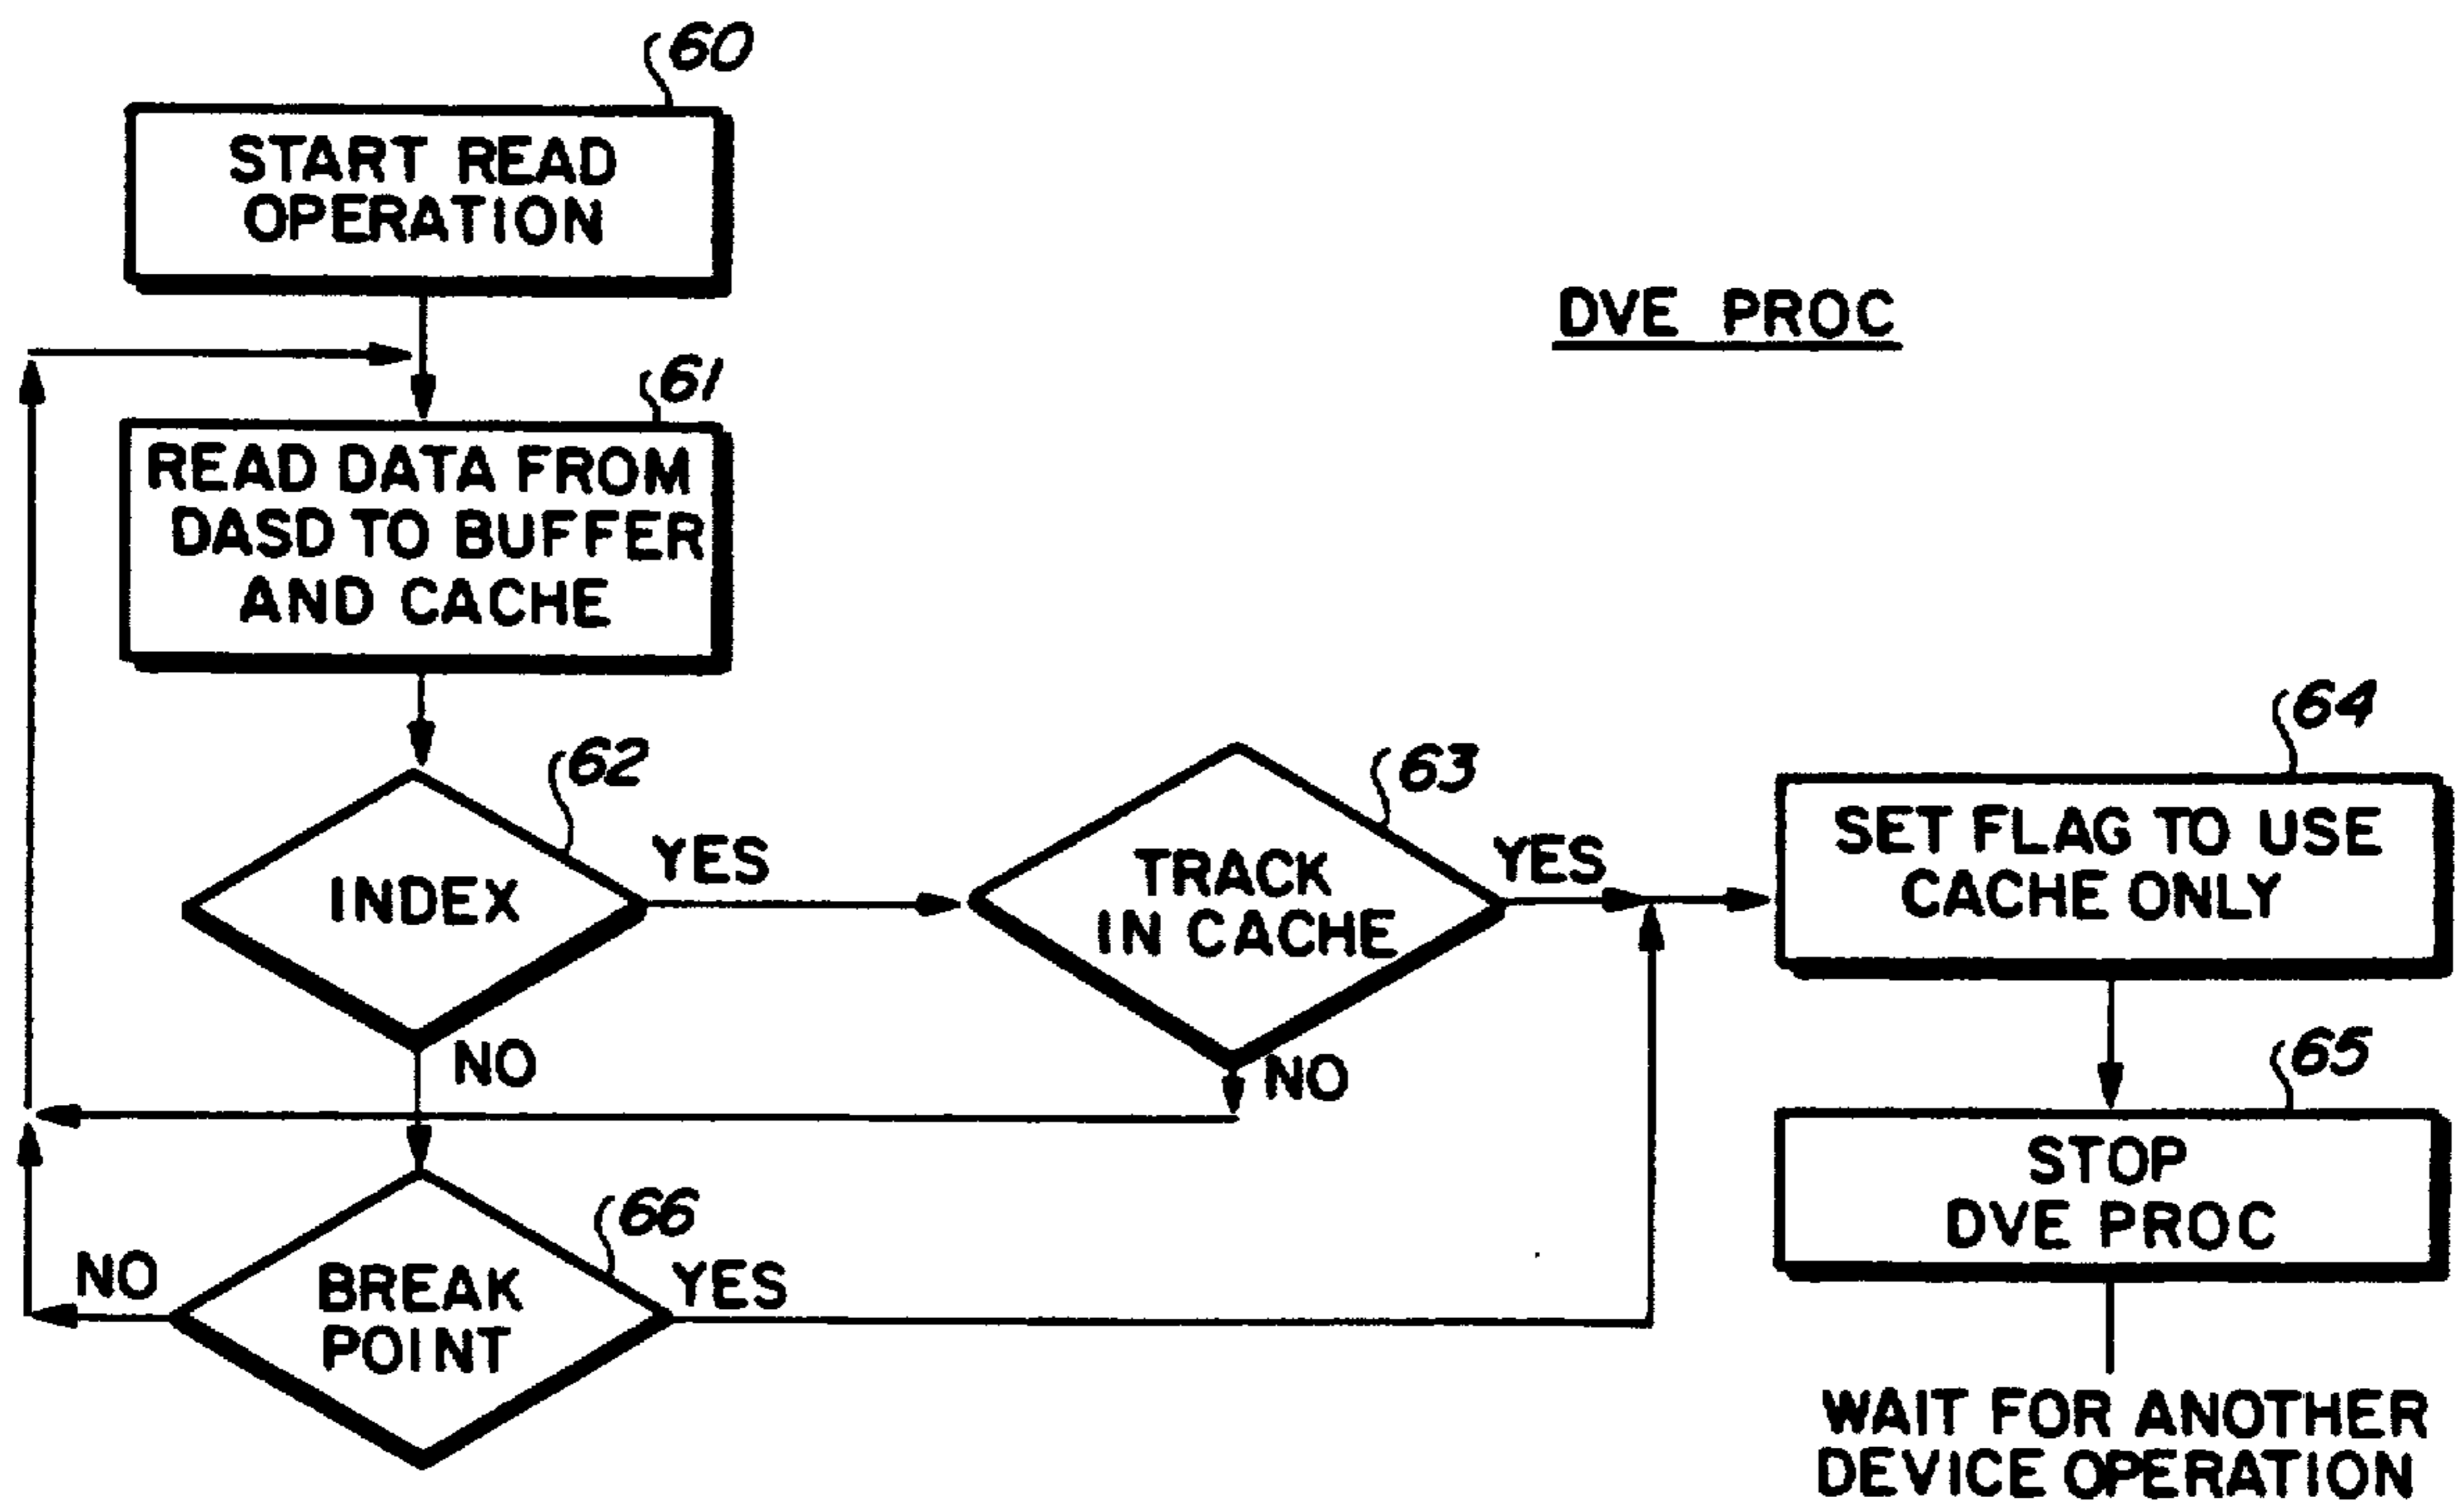 60
START READ
OPERATION
DVE PROC
61
READ DATA FROM
DASD TO BUFFER
AND CACHE
62
INDEX
YES
NO
63
TRACK
IN CACHE
YES
NO
64
SET FLAG TO USE
CACHE ONLY
65
STOP
DVE PROC
66
BREAK
POINT
NO
YES
WAIT FOR ANOTHER
DEVICE OPERATION